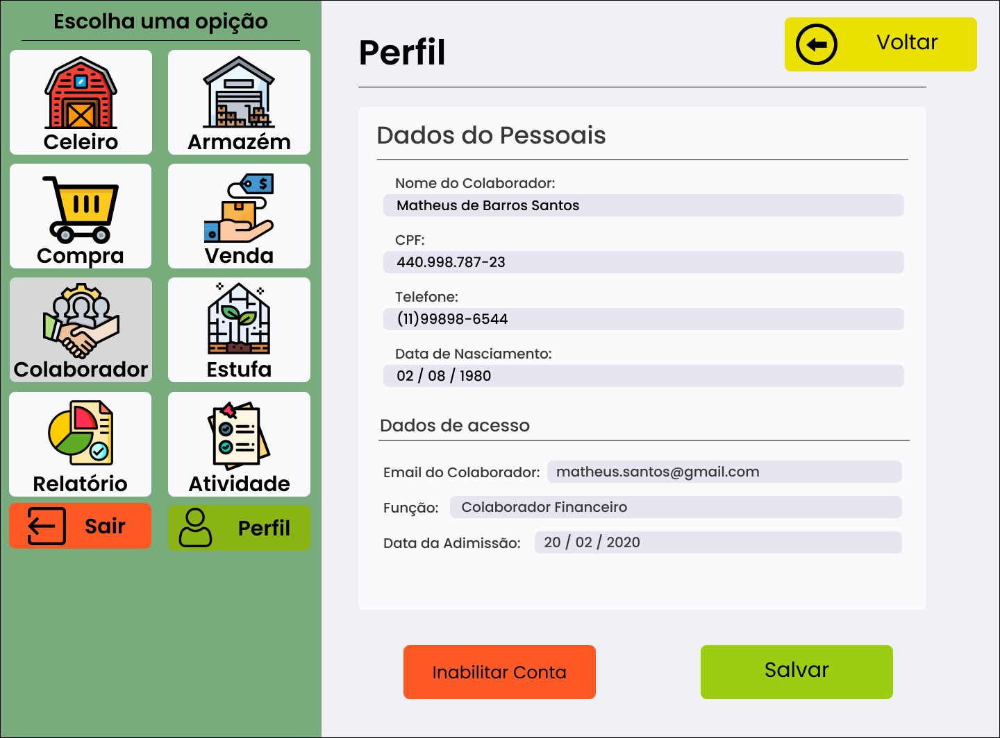 Escolha uma opição
Celeiro
Armazém
Compra
Venda
Colaborador
Estufa
Relatório
Atividade
Sair
Perfil
Perfil
Voltar
Dados do Pessoais
Nome do Colaborador:
Matheus de Barros Santos
CPF:
440.998.787-23
Telefone:
(11)99898-6544
Data de Nasciamento:
02 / 08 / 1980
Dados de acesso
Email do Colaborador: matheus.santos@gmail.com
Função: Colaborador Financeiro
Data da Adimissão: 20 / 02 / 2020
Inabilitar Conta
Salvar